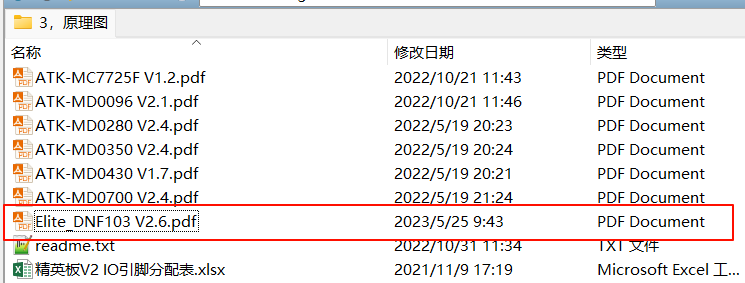 3，原理图
名称 修改日期 类型
ATK-MC7725F V1.2.pdf 2022/10/21 11:43 PDF Document
ATK-MD0096 V2.1.pdf 2022/10/21 11:46 PDF Document
ATK-MD0280 V2.4.pdf 2022/5/19 20:23 PDF Document
ATK-MD0350 V2.4.pdf 2022/5/19 20:24 PDF Document
ATK-MD0430 V1.7.pdf 2022/5/19 20:21 PDF Document
ATK-MD0700 V2.4.pdf 2022/5/19 21:24 PDF Document
Elite_DNF103 V2.6.pdf 2023/5/25 9:43 PDF Document
readme.txt 2022/10/31 11:34 TXT 文件
精英板V2 IO引脚分配表.xlsx 2021/11/9 17:19 Microsoft Excel 工...